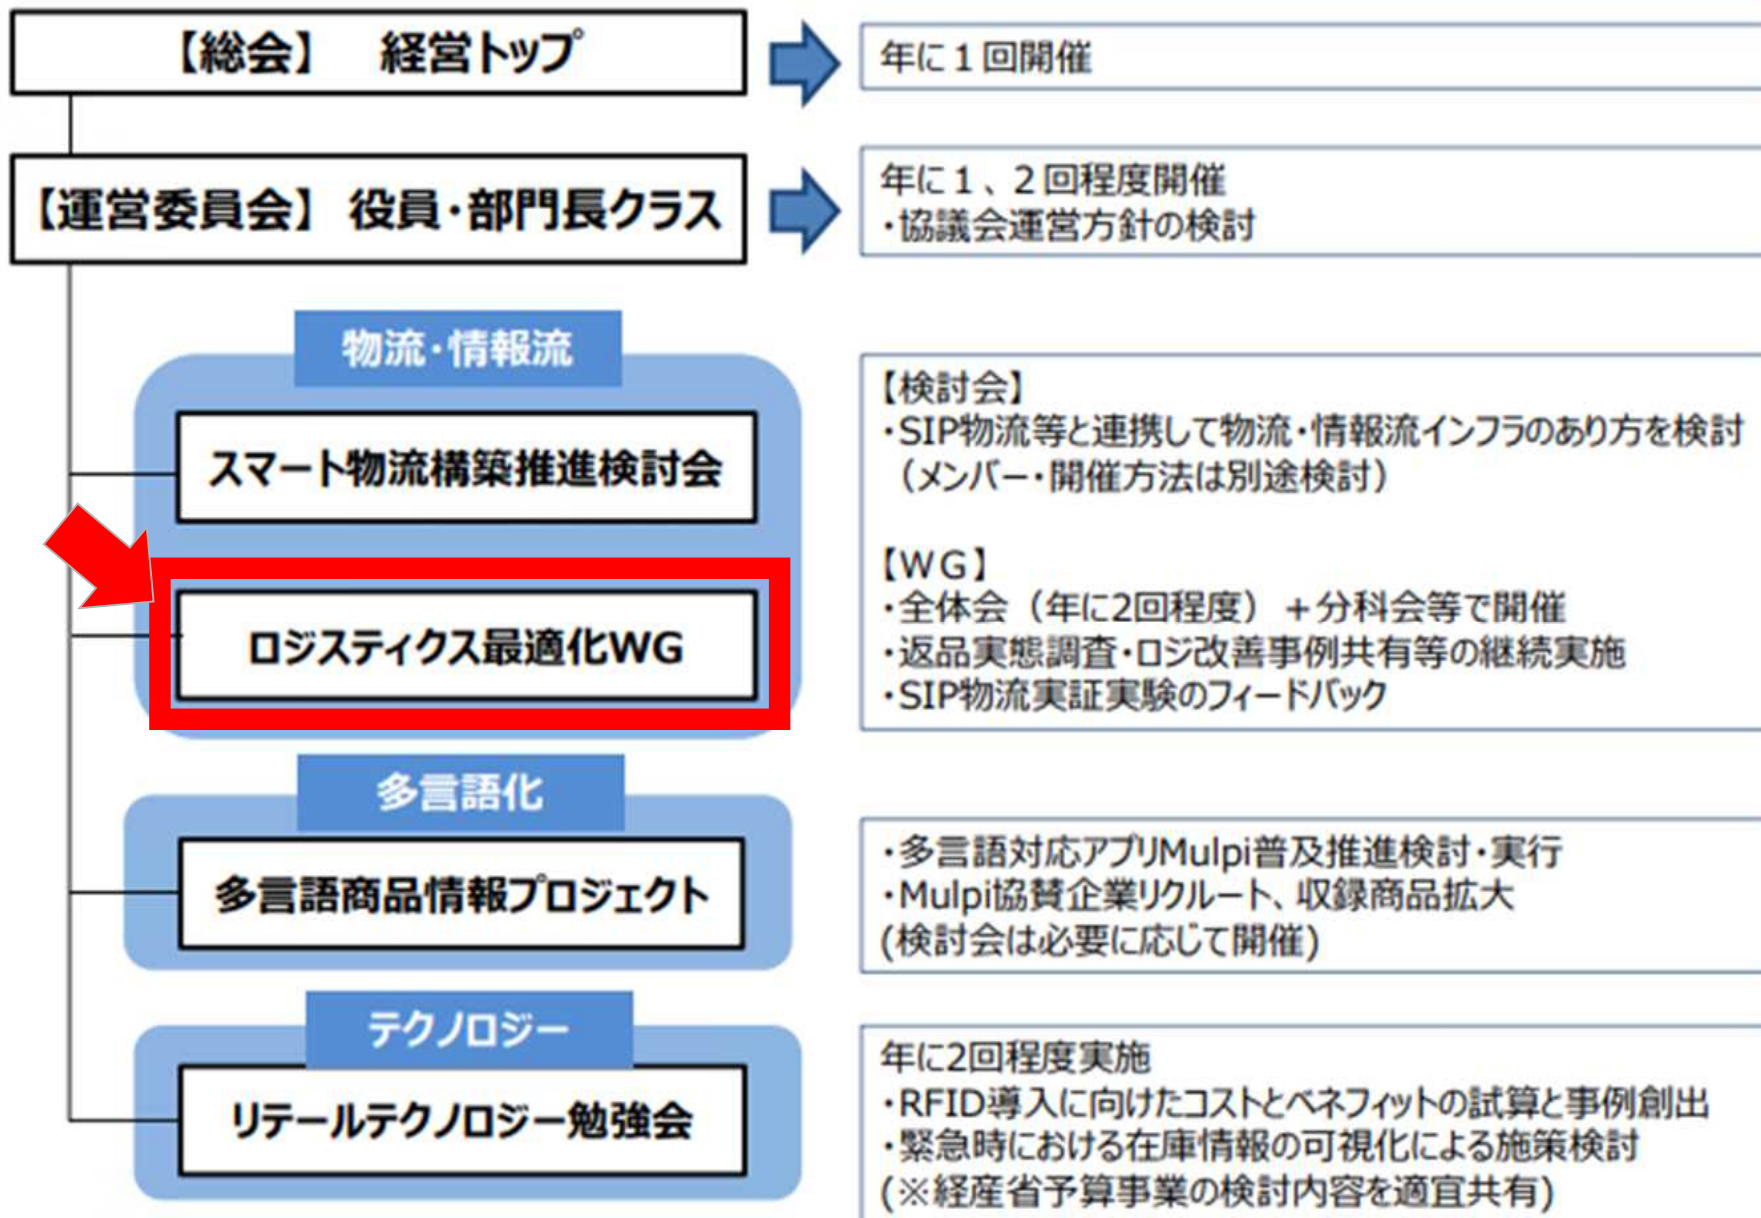 【総会】　経営トップ
年に１回開催
【運営委員会】役員・部門長クラス
年に１、２回程度開催
・協議会運営方針の検討
物流・情報流
スマート物流構築推進検討会
ロジスティクス最適化WG
【検討会】
・SIP物流等と連携して物流・情報流インフラのあり方を検討
（メンバー・開催方法は別途検討）
【ＷＧ】
・全体会（年に2回程度）＋分科会等で開催
・返品実態調査・ロジ改善事例共有等の継続実施
・SIP物流実証実験のフィードバック
多言語化
多言語商品情報プロジェクト
・多言語対応アプリMulpi普及推進検討・実行
・Mulpi協賛企業リクルート、収録商品拡大
(検討会は必要に応じて開催)
テクノロジー
リテールテクノロジー勉強会
年に2回程度実施
・RFID導入に向けたコストとベネフィットの試算と事例創出
・緊急時における在庫情報の可視化による施策検討
(※経産省予算事業の検討内容を適宜共有)